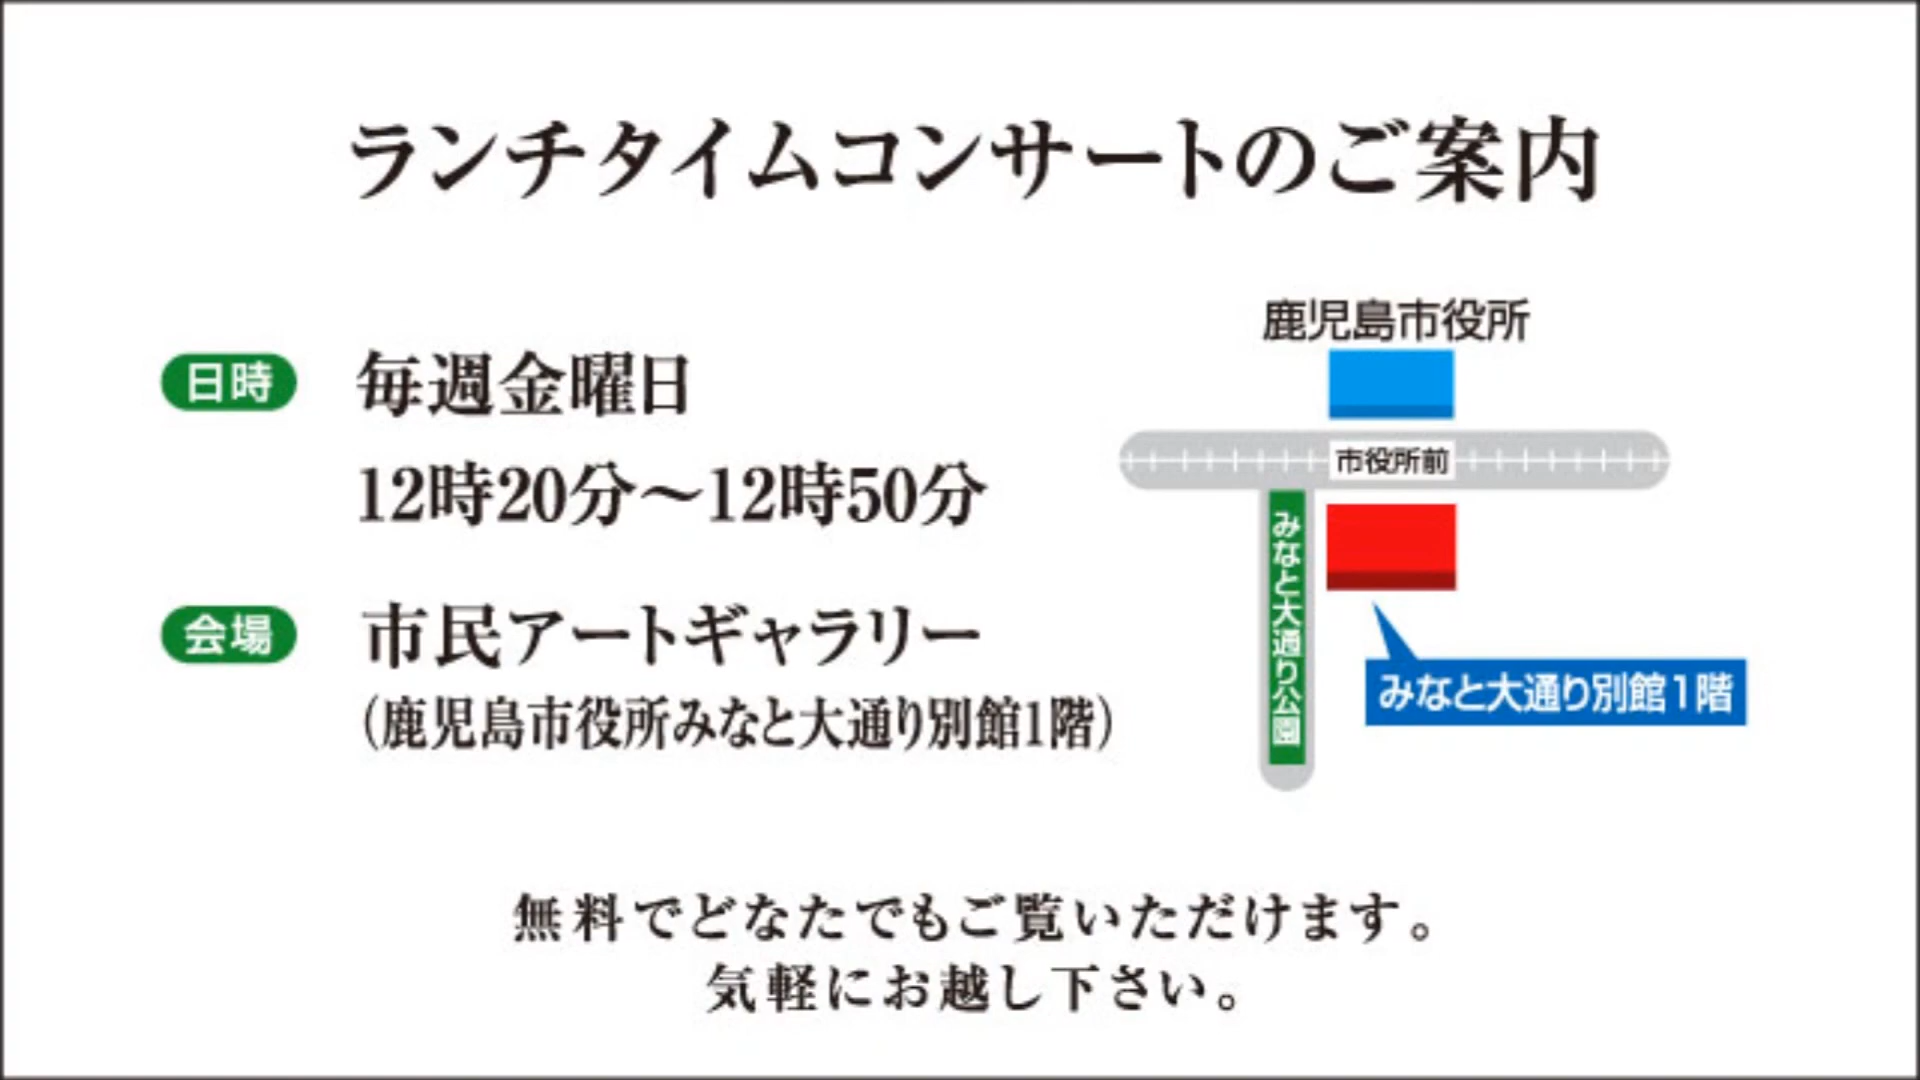 ランチタイムコンサートのご案内
日時
毎週金曜日
12時20分～12時50分
会場
市民アートギャラリー
（鹿児島市役所みなと大通り別館1階）
鹿児島市役所
市役所前
みなと大通り公園
みなと大通り別館1階
無料でどなたでもご覧いただけます。
気軽にお越し下さい。